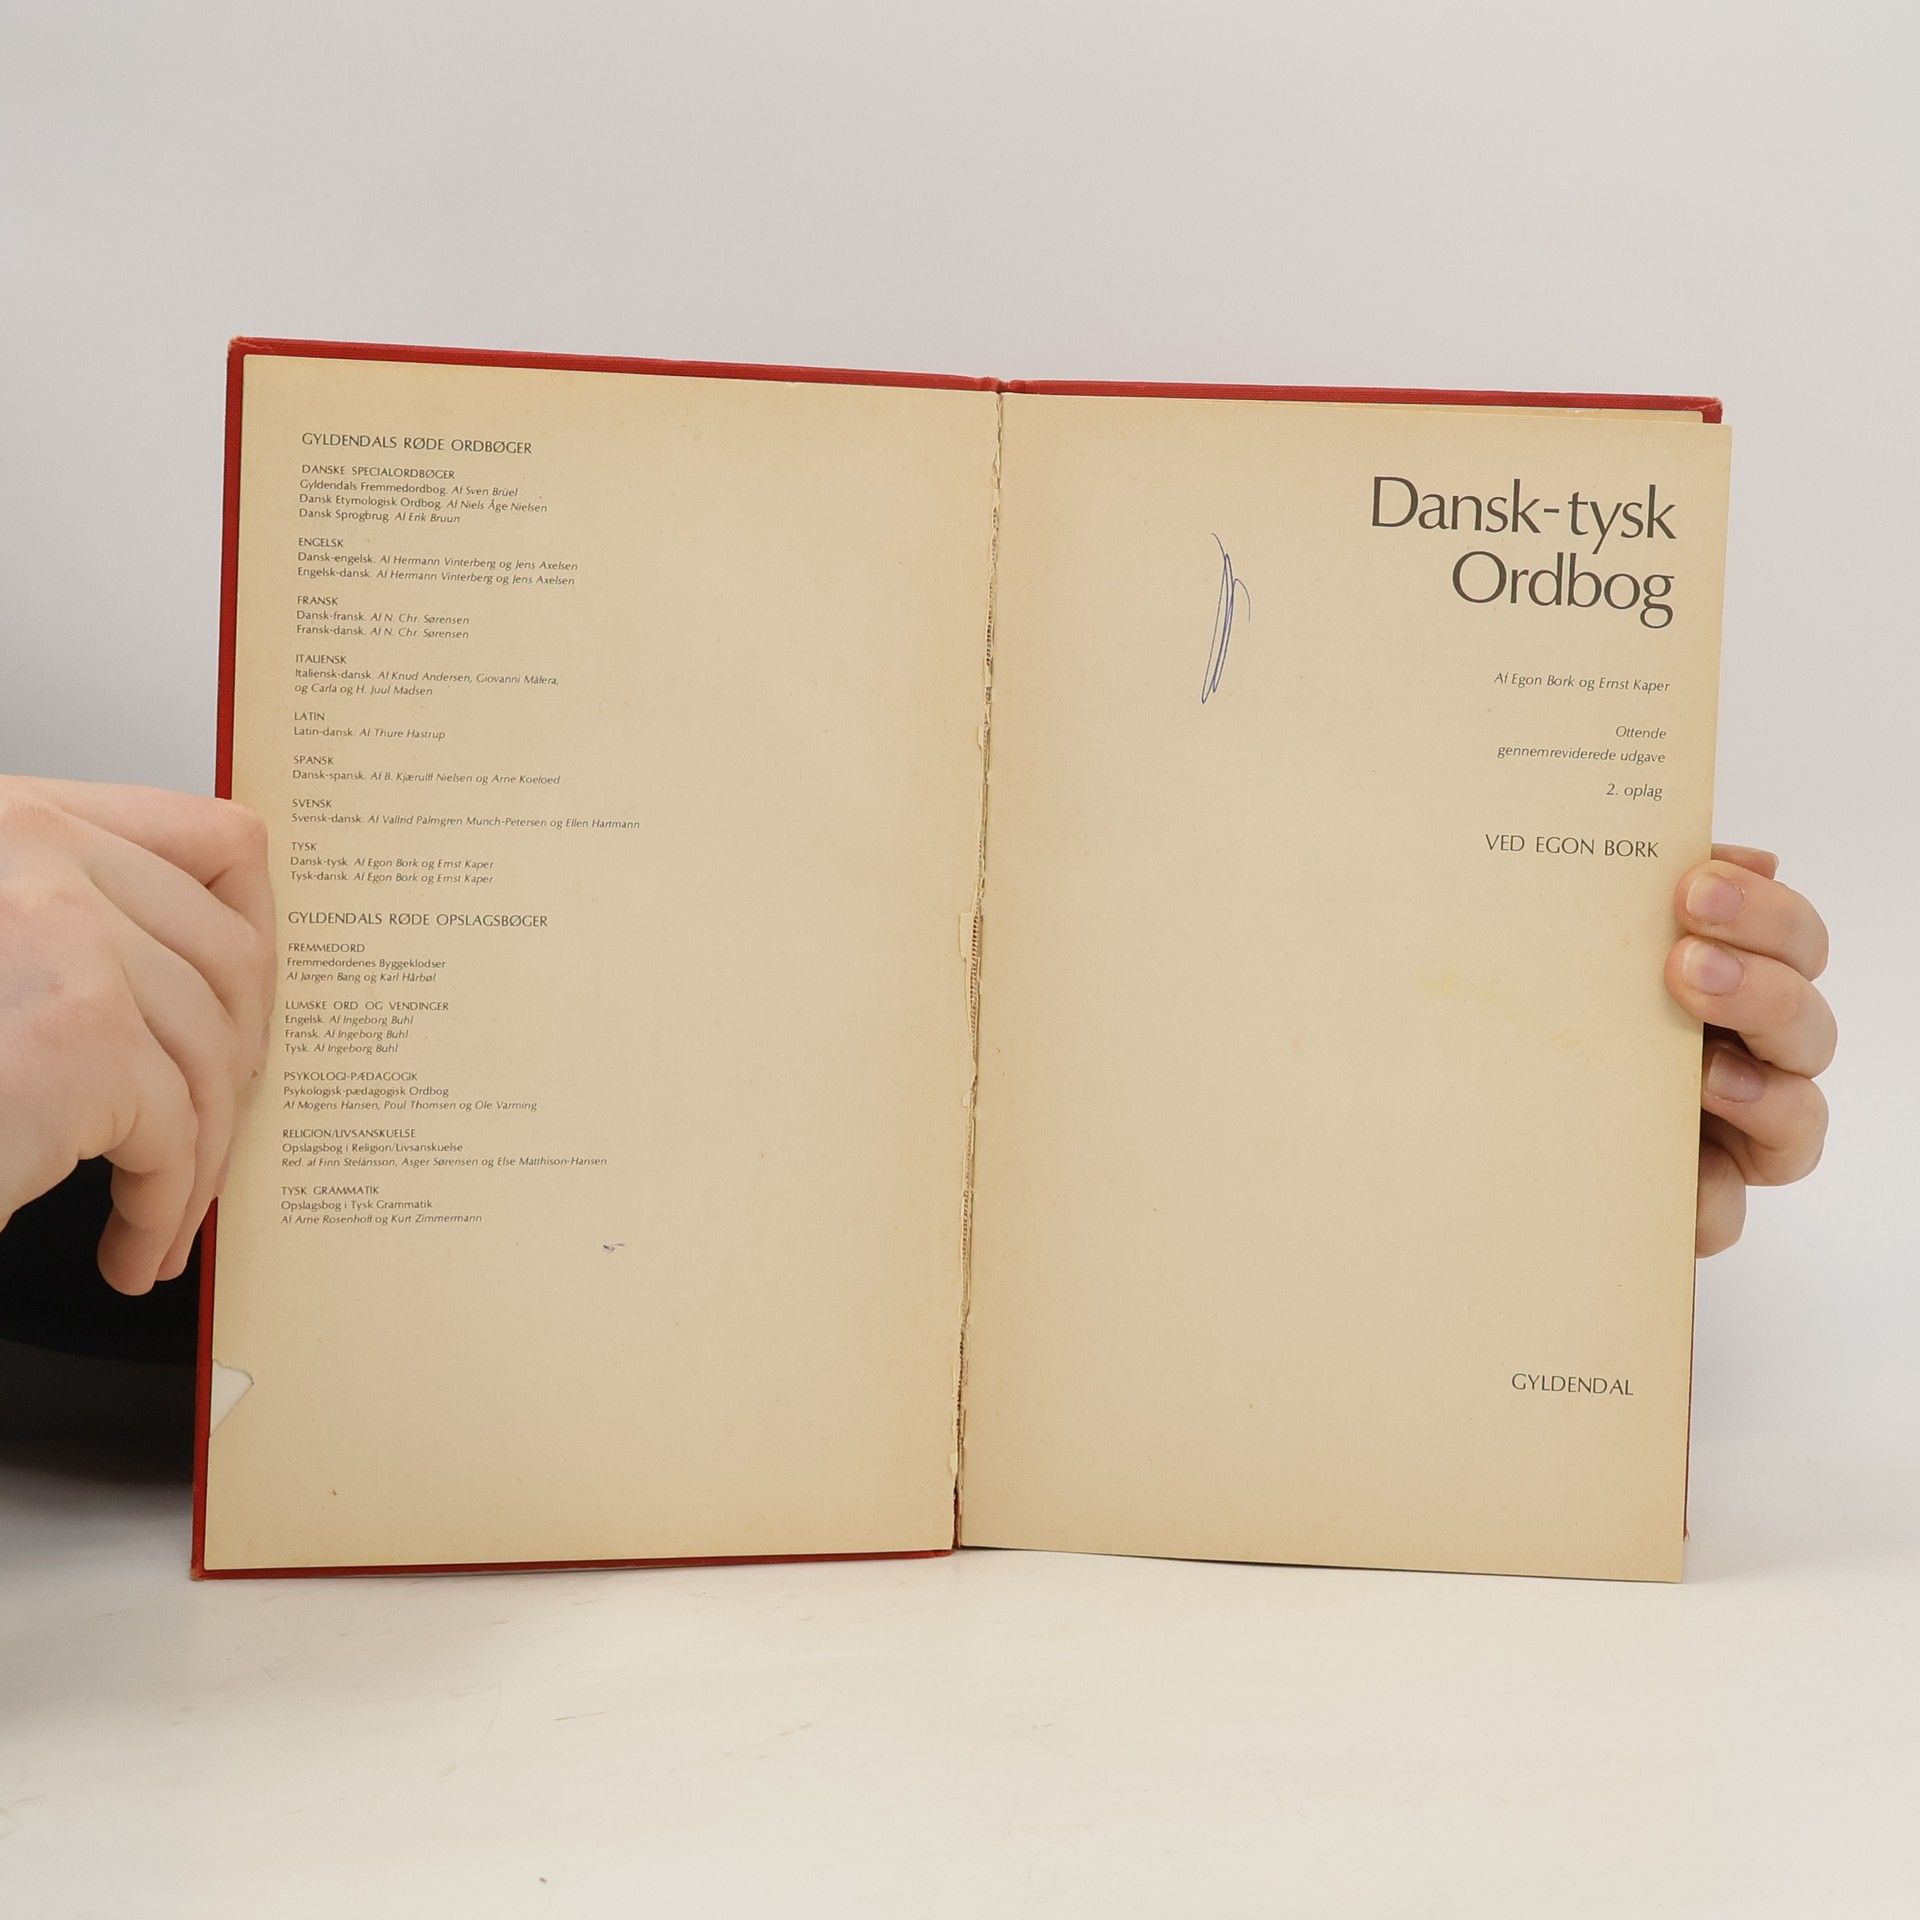 GYLDENDALS RØDE ORDBØGER
DANSKE SPECIALORDBØGER
Gyldendals Fremmedordbog. Af Sven Brüel
Dansk Etymologisk Ordbog. Af Niels Åge Nielsen
Dansk Sprogbrug. Af Erik Bruun
ENGELSK
Dansk-engelsk. Af Hermann Vinterberg og Jens Axelsen
Engelsk-dansk. Af Hermann Vinterberg og Jens Axelsen
FRANSK
Dansk-fransk. Af N. Chr. Sørensen
Fransk-dansk. Af N. Chr. Sørensen
ITALIENSK
Italiensk-dansk. Af Knud Andersen, Giovanni Máfera,
og Carla og H. Juul Madsen
LATIN
Latin-dansk. Af Thure Hastrup
SPANSK
Dansk-spansk. Af B. Kjærulff Nielsen og Arne Koefoed
SVENSK
Svensk-dansk. Af Valfrid Palmgren Munch-Petersen og Ellen Hartmann
TYSK
Dansk-tysk. Af Egon Bork og Ernst Kaper
Tysk-dansk. Af Egon Bork og Ernst Kaper
GYLDENDALS RØDE OPSLAGSBØGER
FREMMEDORD
Fremmedordenes Byggeklodser
Af Jørgen Bang og Karl Hårbøl
LUMSKE ORD OG VENDINGER
Engelsk. Af Ingeborg Buhl
Fransk. Af Ingeborg Buhl
Tysk. Af Ingeborg Buhl
PSYKOLOGI-PÆDAGOGIK
Psykologisk-pædagogisk Ordbog
Af Mogens Hansen, Poul Thomsen og Ole Varming
RELIGION/LIVSANSKUELSE
Opslagsbog i Religion/Livsanskuelse
Red. af Finn Stefánsson, Asger Sørensen og Else Matthison-Hansen
TYSK GRAMMATIK
Opslagsbog i Tysk Grammatik
Af Arne Rosenhoff og Kurt Zimmermann
Dansk-tysk
Ordbog
Af Egon Bork og Ernst Kaper
Ottende
gennemreviderede udgave
2. oplag
VED EGON BORK
GYLDENDAL